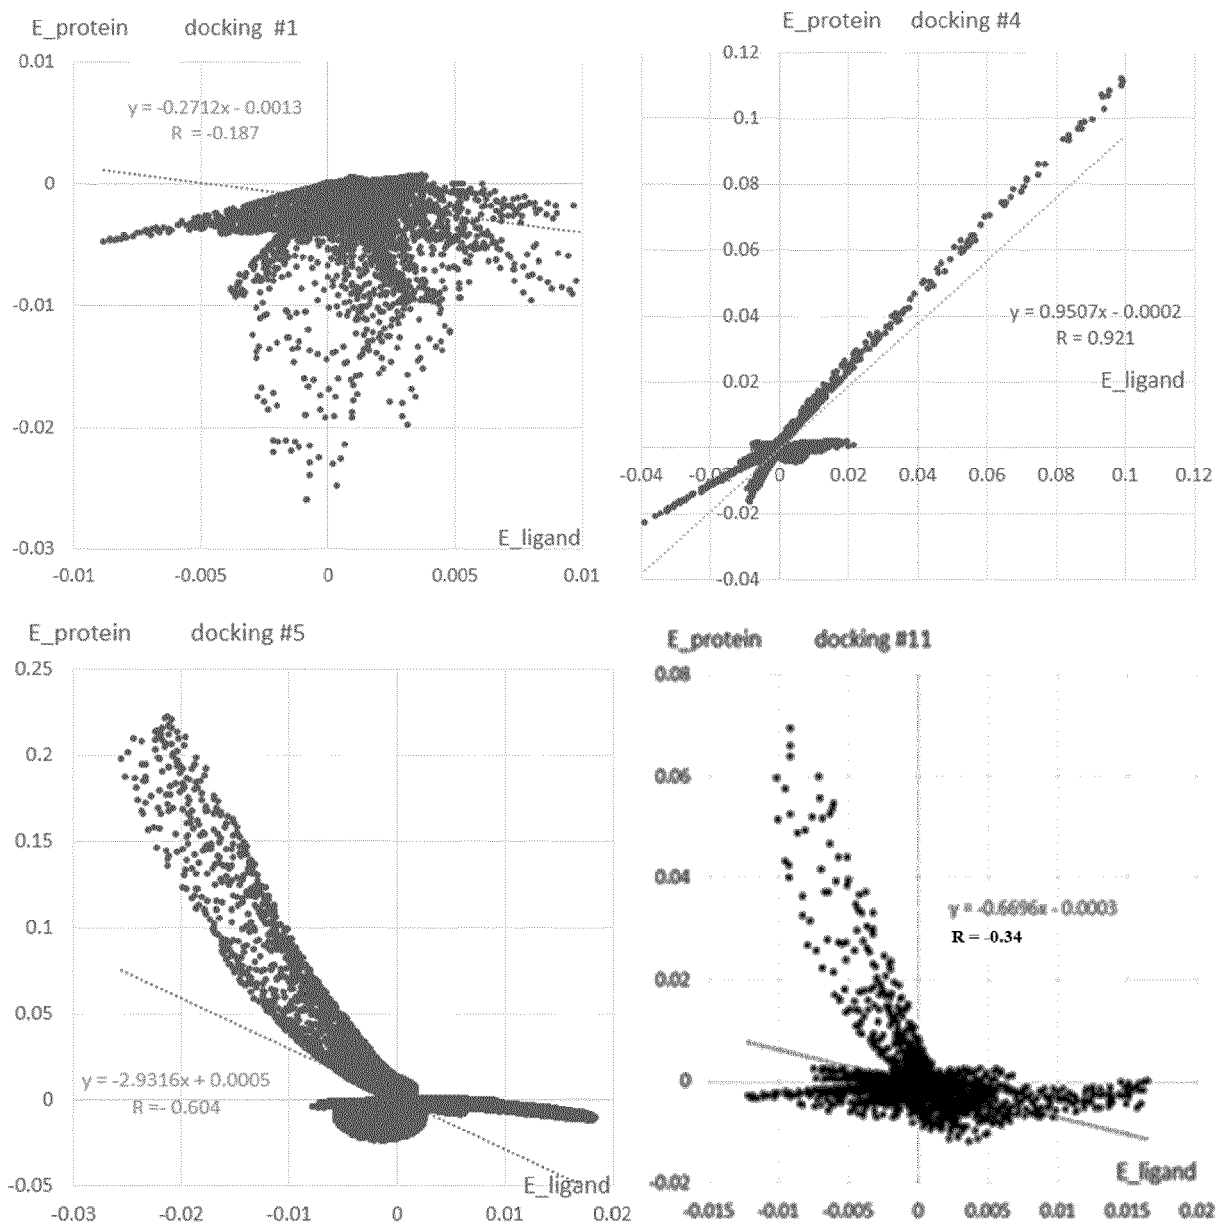 E_protein docking #1
0.01
y = -0.2712x - 0.0013
R = -0.187
0
-0.01
-0.02
E_ligand
-0.03
-0.01 -0.005 0 0.005 0.01
E_protein docking #4
0.12
0.1
0.08
0.06
0.04
y = 0.9507x - 0.0002
R = 0.921
0.02
E_ligand
-0.04 -0.02 0 0.02 0.04 0.06 0.08 0.1 0.12
-0.02
-0.04
E_protein docking #5
0.25
0.2
0.15
0.1
0.05
y = -2.9316x + 0.0005
0
R =- 0.604
E_ligand
-0.05
-0.03 -0.02 -0.01 0 0.01 0.02
E_protein docking #11
0.08
0.06
0.04
y = -0.6696x - 0.0003
R = -0.34
0.02
0
E_ligand
-0.02
-0.015 -0.01 -0.005 0 0.005 0.01 0.015 0.02